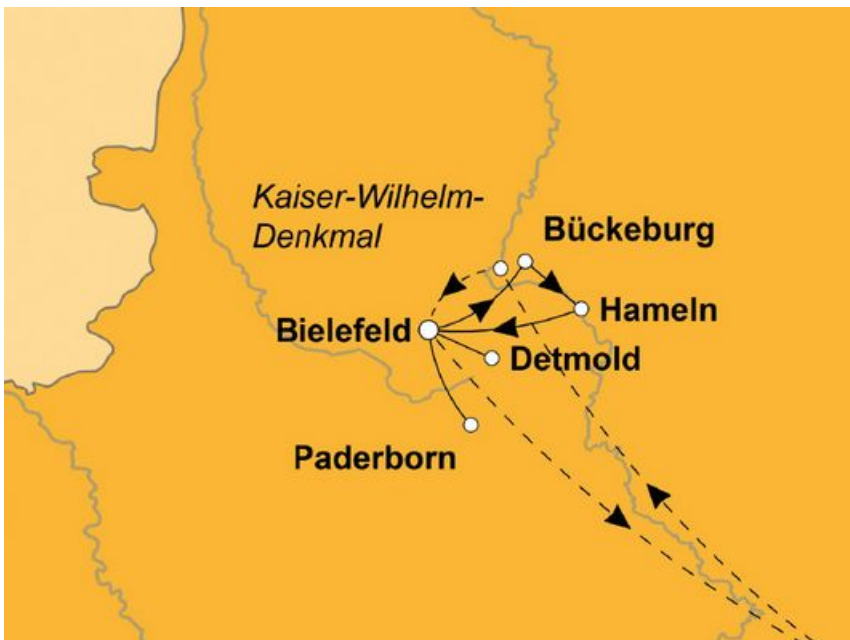 Kaiser-Wilhelm-
Denkmal
Bückeburg
Hameln
Bielefeld
Detmold
Paderborn